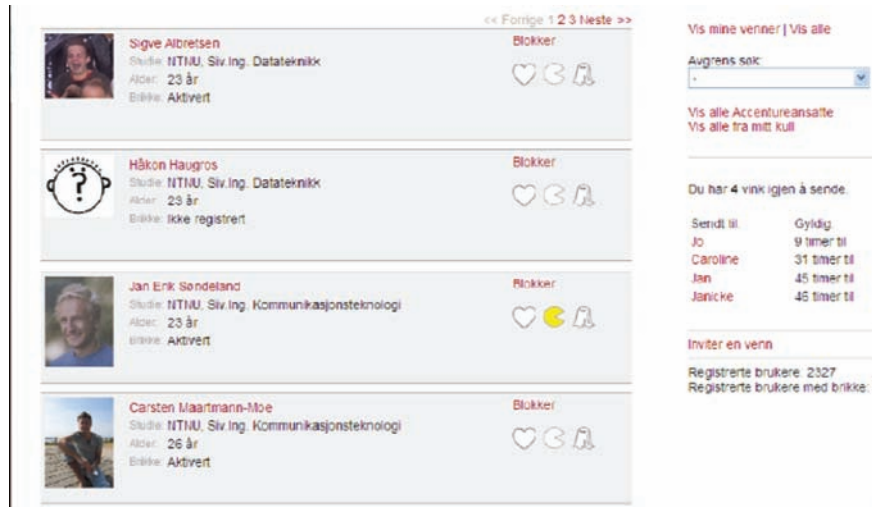 << Forrige 1 2 3 Neste >>
Sigve Albretsen
Studie: NTNU, Siv.Ing. Datateknikk
Alder: 23 år
Brikke: Aktivert
Blokker
Håkon Haugros
Studie: NTNU, Siv.Ing. Datateknikk
Alder: 23 år
Brikke: Ikke registrert
Blokker
Jan Erik Søndeland
Studie: NTNU, Siv.Ing. Kommunikasjonsteknologi
Alder: 23 år
Brikke: Aktivert
Blokker
Carsten Maartmann-Moe
Studie: NTNU, Siv.Ing. Kommunikasjonsteknologi
Alder: 26 år
Brikke: Aktivert
Blokker
Vis mine venner | Vis alle
Avgrens søk:
-
Vis alle Accentureansatte
Vis alle fra mitt kull
Du har 4 vink igjen å sende.
Sendt til: Gyldig:
Jo 9 timer til
Caroline 31 timer til
Jan 45 timer til
Janicke 46 timer til
Inviter en venn
Registrerte brukere: 2327
Registrerte brukere med brikke: